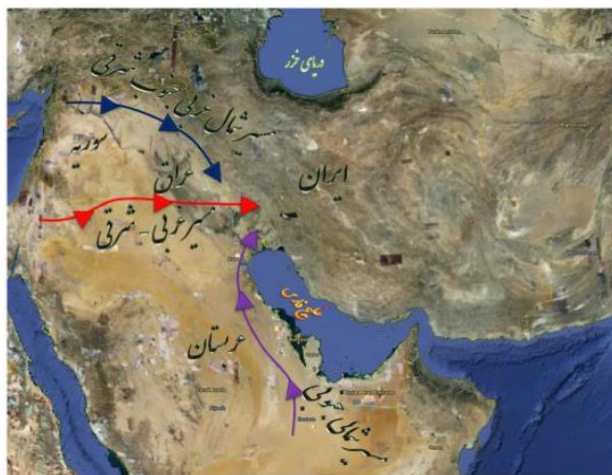 دریای خزر
مسیر شمال غربی جنوب شرقی
سوریه
عراق
ایران
مسیر غربی - شرقی
خلیج فارس
عربستان
مسیر شمالی جنوبی